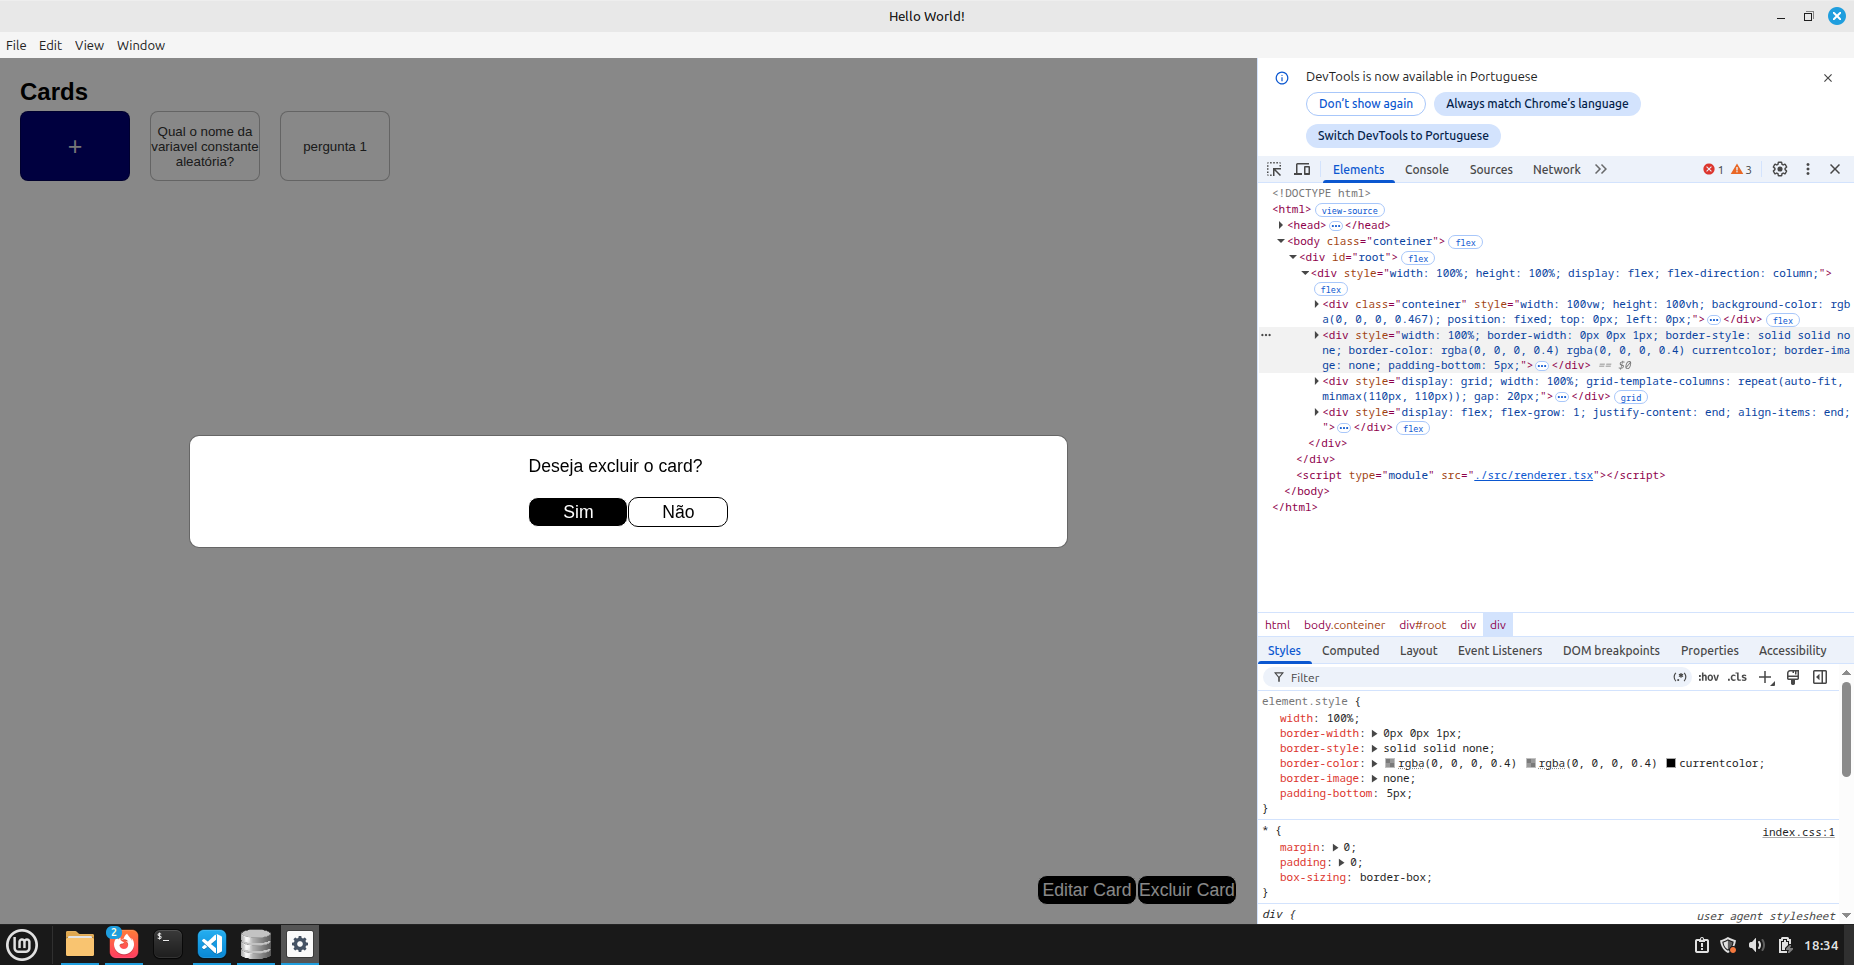 Hello World!
File Edit View Window
Cards
+
Qual o nome da
variavel constante
aleatória?
pergunta 1
Deseja excluir o card?
Sim
Não
Editar Card
Excluir Card
DevTools is now available in Portuguese
Don't show again
Always match Chrome's language
Switch DevTools to Portuguese
Elements Console Sources Network 1 3
<!DOCTYPE html>
<html> view-source
<head> ⋯ </head>
<body class="conteiner"> flex
<div id="root"> flex
<div style="width: 100%; height: 100%; display: flex; flex-direction: column;">
flex
<div class="conteiner" style="width: 100vw; height: 100vh; background-color: rgb
a(0, 0, 0, 0.467); position: fixed; top: 0px; left: 0px;"> ⋯ </div> flex
<div style="width: 100%; border-width: 0px 0px 1px; border-style: solid solid no
ne; border-color: rgba(0, 0, 0, 0.4) rgba(0, 0, 0, 0.4) currentcolor; border-ima
ge: none; padding-bottom: 5px;"> ⋯ </div> == $0
<div style="display: grid; width: 100%; grid-template-columns: repeat(auto-fit,
minmax(110px, 110px)); gap: 20px;"> ⋯ </div> grid
<div style="display: flex; flex-grow: 1; justify-content: end; align-items: end;
"> ⋯ </div> flex
</div>
</div>
<script type="module" src="./src/renderer.tsx"></script>
</body>
</html>
html body.conteiner div#root div div
Styles Computed Layout Event Listeners DOM breakpoints Properties Accessibility
Filter (.*) :hov .cls
element.style {
width: 100%;
border-width: 0px 0px 1px;
border-style: solid solid none;
border-color: rgba(0, 0, 0, 0.4) rgba(0, 0, 0, 0.4) currentcolor;
border-image: none;
padding-bottom: 5px;
}
* { index.css:1
margin: 0;
padding: 0;
box-sizing: border-box;
}
div { user agent stylesheet
2
18:34